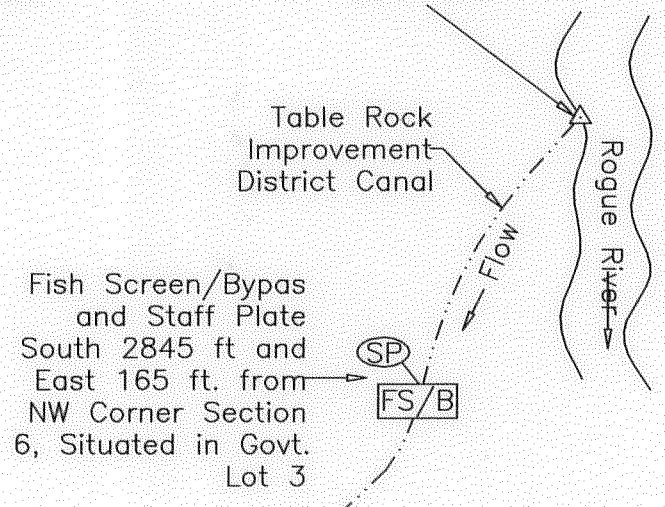 Table Rock
Improvement
District Canal
Rogue River
Flow
Fish Screen/Bypas
and Staff Plate
South 2845 ft and
East 165 ft. from
NW Corner Section
6, Situated in Govt.
Lot 3
SP
FS/B